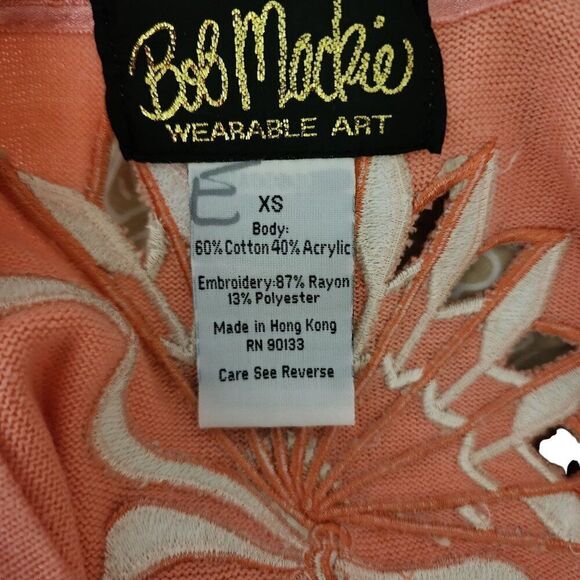 Bob Mackie
WEARABLE ART
XS
Body:
60% Cotton 40% Acrylic
Embroidery:87% Rayon
13% Polyester
Made in Hong Kong
RN 90133
Care See Reverse